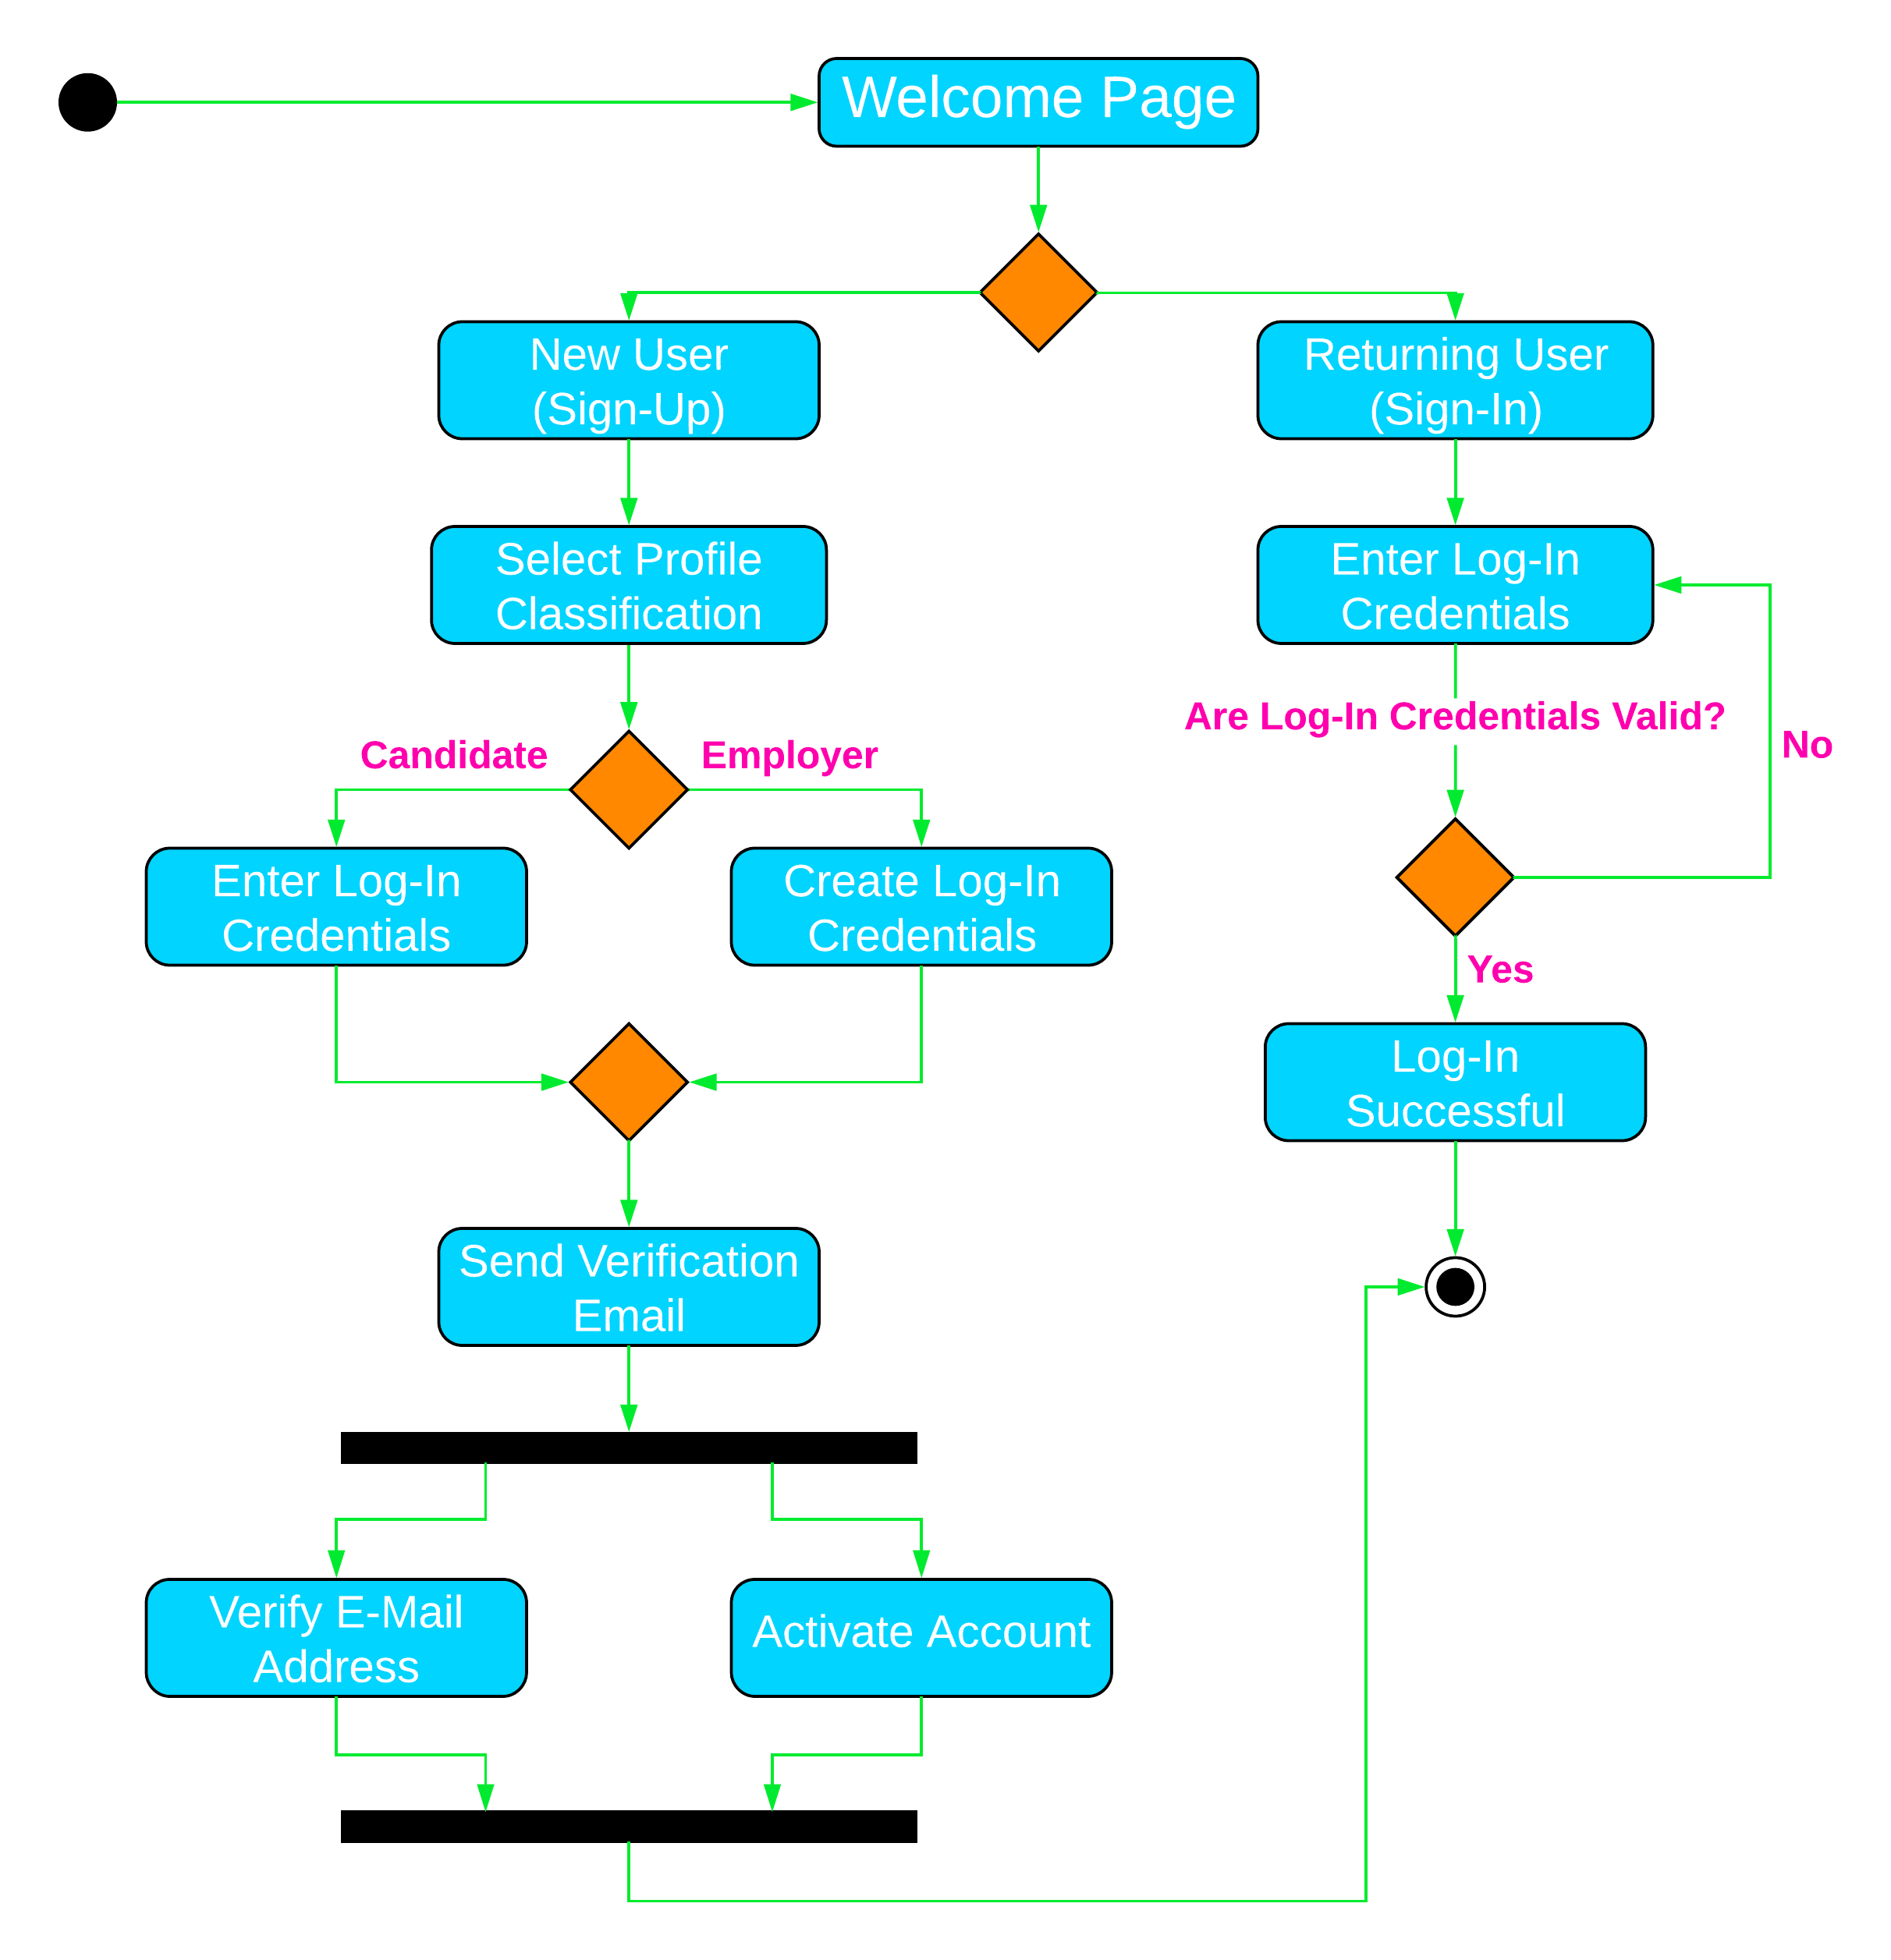 Welcome Page
New User
(Sign-Up)
Returning User
(Sign-In)
Select Profile
Classification
Enter Log-In
Credentials
Are Log-In Credentials Valid?
No
Candidate
Employer
Enter Log-In
Credentials
Create Log-In
Credentials
Yes
Log-In
Successful
Send Verification
Email
Verify E-Mail
Address
Activate Account